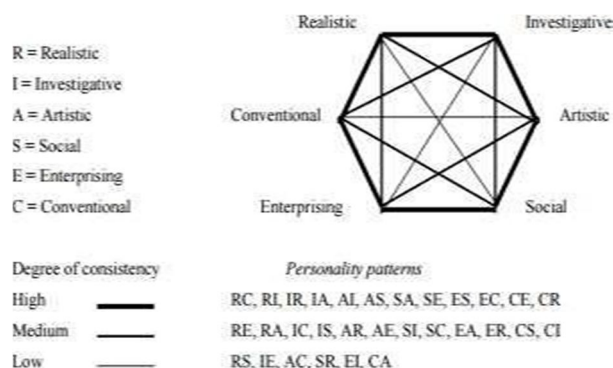 Realistic Investigative
R = Realistic
I = Investigative
A = Artistic
Conventional Artistic
S = Social
E = Enterprising
C = Conventional
Enterprising Social
Degree of consistency Personality patterns
High RC, RI, IR, IA, AI, AS, SA, SE, ES, EC, CE, CR
Medium RE, RA, IC, IS, AR, AE, SI, SC, EA, ER, CS, CI
Low RS, IE, AC, SR, EI, CA